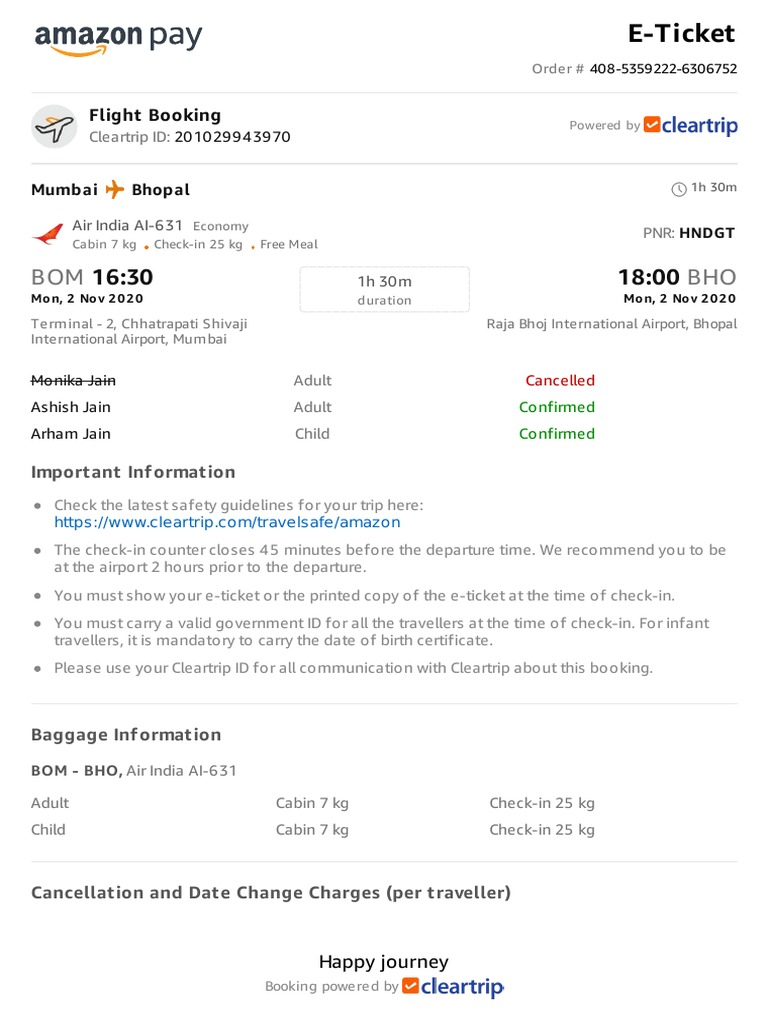 amazon pay
E-Ticket
Order # 408-5359222-6306752
Flight Booking
Cleartrip ID: 201029943970
Powered by cleartrip
Mumbai Bhopal
1h 30m
Air India AI-631 Economy
Cabin 7 kg • Check-in 25 kg • Free Meal
PNR: HNDGT
BOM 16:30
1h 30m
duration
18:00 BHO
Mon, 2 Nov 2020
Mon, 2 Nov 2020
Terminal - 2, Chhatrapati Shivaji
International Airport, Mumbai
Raja Bhoj International Airport, Bhopal
Monika Jain Adult Cancelled
Ashish Jain Adult Confirmed
Arham Jain Child Confirmed
Important Information
• Check the latest safety guidelines for your trip here:
https://www.cleartrip.com/travelsafe/amazon
• The check-in counter closes 45 minutes before the departure time. We recommend you to be
at the airport 2 hours prior to the departure.
• You must show your e-ticket or the printed copy of the e-ticket at the time of check-in.
• You must carry a valid government ID for all the travellers at the time of check-in. For infant
travellers, it is mandatory to carry the date of birth certificate.
• Please use your Cleartrip ID for all communication with Cleartrip about this booking.
Baggage Information
BOM - BHO, Air India AI-631
Adult Cabin 7 kg Check-in 25 kg
Child Cabin 7 kg Check-in 25 kg
Cancellation and Date Change Charges (per traveller)
Happy journey
Booking powered by cleartrip